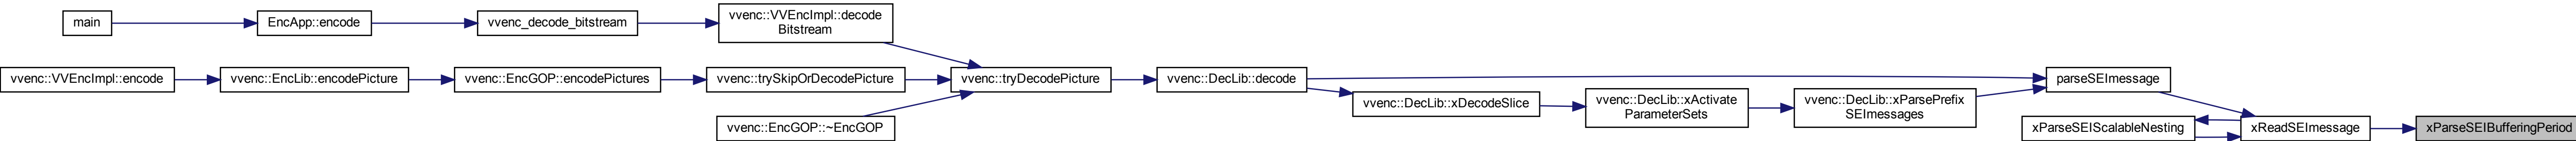 main
EncApp::encode
vvenc_decode_bitstream
vvenc::VVEncImpl::decode
Bitstream
vvenc::VVEncImpl::encode
vvenc::EncLib::encodePicture
vvenc::EncGOP::encodePictures
vvenc::trySkipOrDecodePicture
vvenc::EncGOP::~EncGOP
vvenc::tryDecodePicture
vvenc::DecLib::decode
vvenc::DecLib::xDecodeSlice
vvenc::DecLib::xActivate
ParameterSets
vvenc::DecLib::xParsePrefix
SEImessages
parseSEImessage
xParseSEIScalableNesting
xReadSEImessage
xParseSEIBufferingPeriod